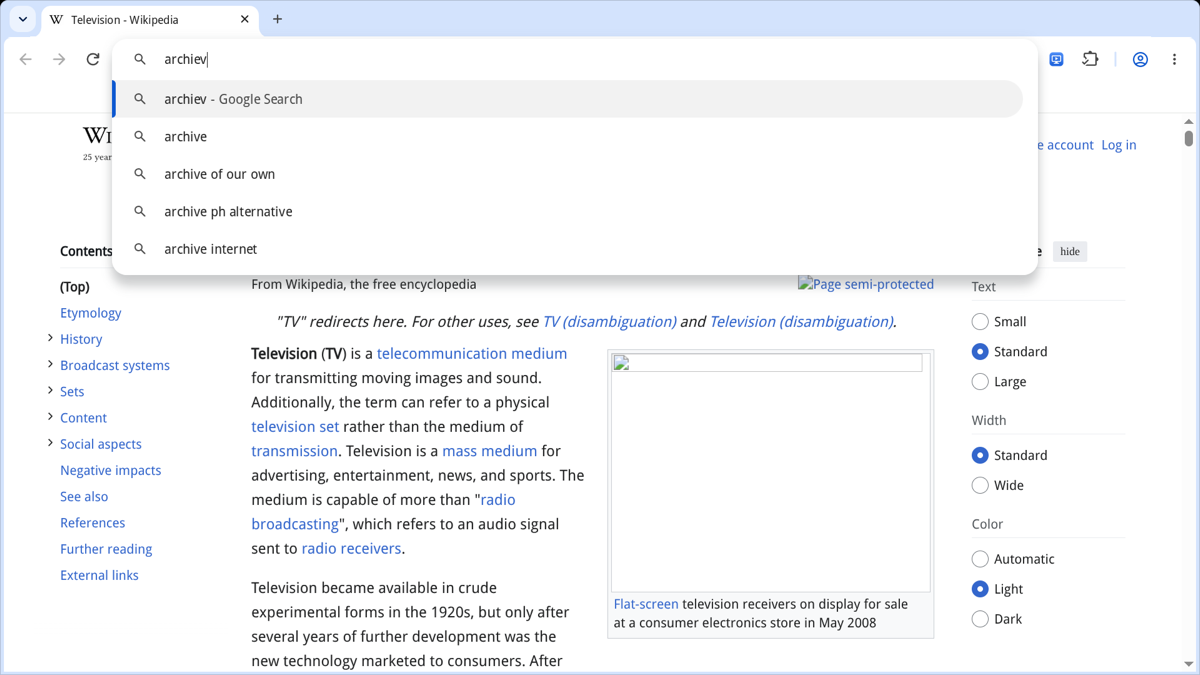 Television - Wikipedia
archiev
archiev - Google Search
archive
archive of our own
archive ph alternative
archive internet
25 year
e account Log in
Contents
hide
(Top)
Etymology
History
Broadcast systems
Sets
Content
Social aspects
Negative impacts
See also
References
Further reading
External links
From Wikipedia, the free encyclopedia
Page semi-protected
"TV" redirects here. For other uses, see TV (disambiguation) and Television (disambiguation).
Television (TV) is a telecommunication medium
for transmitting moving images and sound.
Additionally, the term can refer to a physical
television set rather than the medium of
transmission. Television is a mass medium for
advertising, entertainment, news, and sports. The
medium is capable of more than "radio
broadcasting", which refers to an audio signal
sent to radio receivers.
Television became available in crude
experimental forms in the 1920s, but only after
several years of further development was the
new technology marketed to consumers. After
Flat-screen television receivers on display for sale
at a consumer electronics store in May 2008
Text
Small
Standard
Large
Width
Standard
Wide
Color
Automatic
Light
Dark